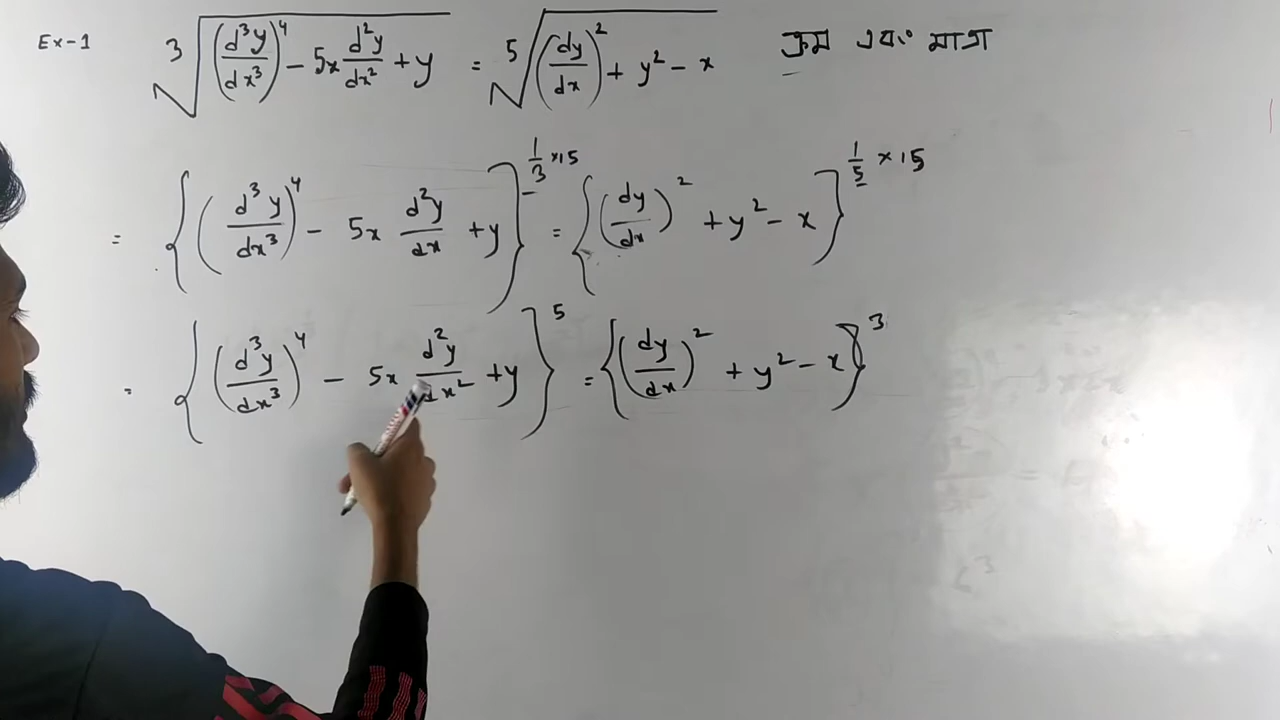 Ex-1 ∛((d³y/dx³)⁴ - 5x d²y/dx² + y) = ⁵√((dy/dx)² + y² - x) ক্রম এবং মাত্রা
= {(d³y/dx³)⁴ - 5x d²y/dx + y}^(1/3 × 15) = {(dy/dx)² + y² - x}^(1/5 × 15)
= {(d³y/dx³)⁴ - 5x d²y/dx² + y}⁵ = {(dy/dx)² + y² - x}³